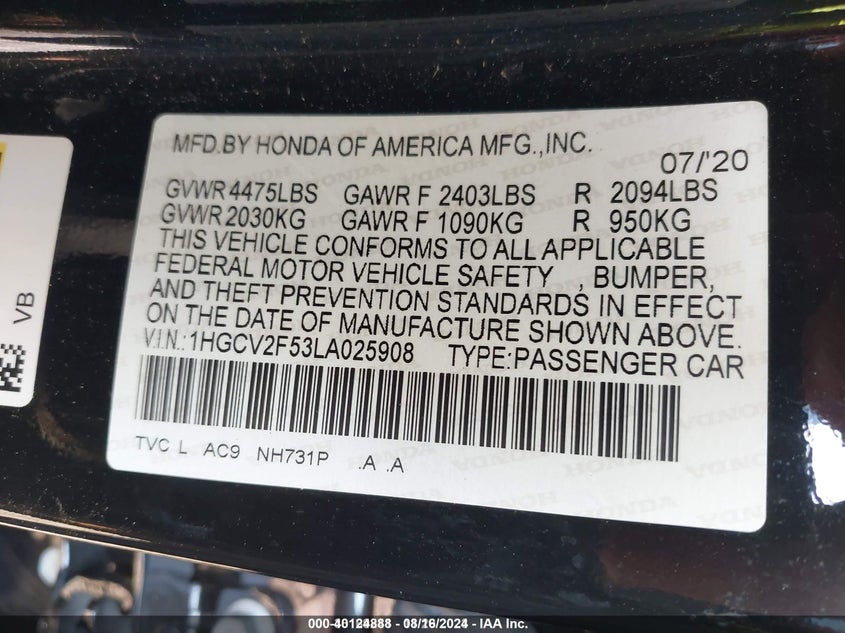 MFD.BY HONDA OF AMERICA MFG.,INC.
07/'20
GVWR 4475LBS GAWR F 2403LBS R 2094LBS
GVWR 2030KG GAWR F 1090KG R 950KG
THIS VEHICLE CONFORMS TO ALL APPLICABLE
FEDERAL MOTOR VEHICLE SAFETY , BUMPER,
AND THEFT PREVENTION STANDARDS IN EFFECT
ON THE DATE OF MANUFACTURE SHOWN ABOVE.
V.I.N.:1HGCV2F53LA025908 TYPE:PASSENGER CAR
TVC L AC9 NH731P .A .A
VB
000-40124888 - 08/16/2024 - IAA Inc.